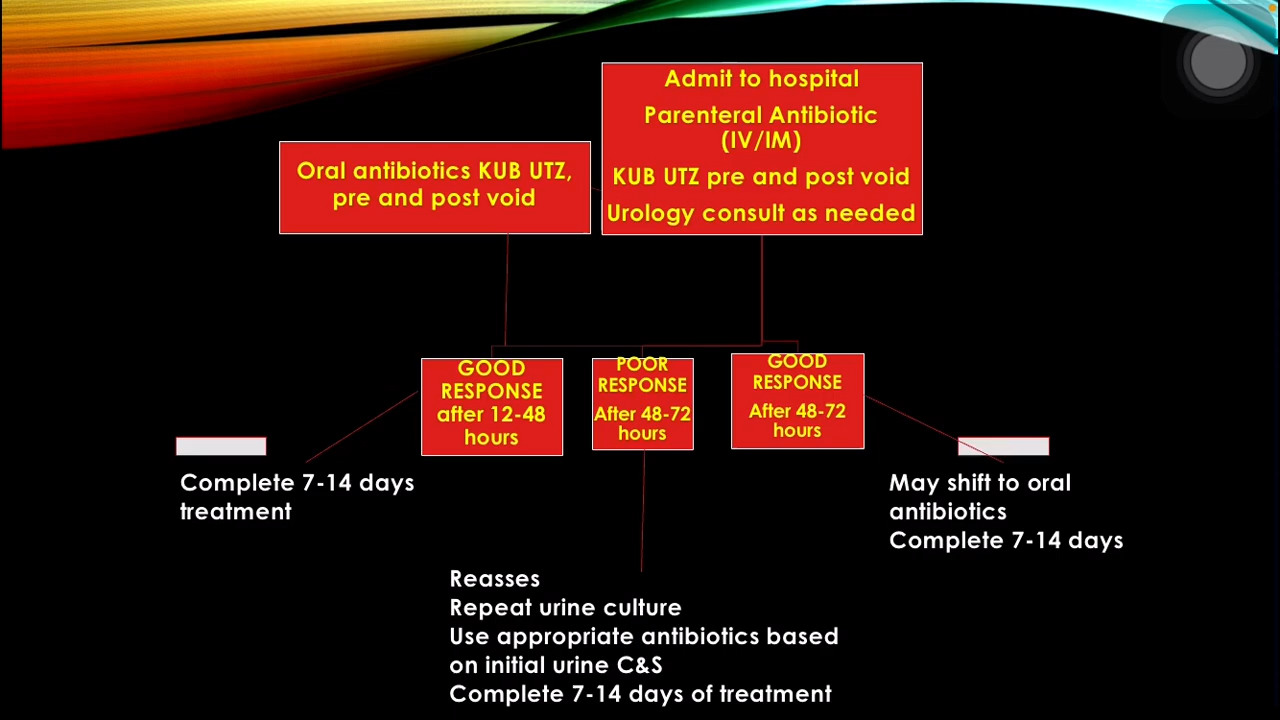 Admit to hospital
Parenteral Antibiotic
(IV/IM)
KUB UTZ pre and post void
Urology consult as needed
Oral antibiotics KUB UTZ,
pre and post void
GOOD
RESPONSE
after 12-48
hours
POOR
RESPONSE
After 48-72
hours
GOOD
RESPONSE
After 48-72
hours
Complete 7-14 days
treatment
May shift to oral
antibiotics
Complete 7-14 days
Reasses
Repeat urine culture
Use appropriate antibiotics based
on initial urine C&S
Complete 7-14 days of treatment